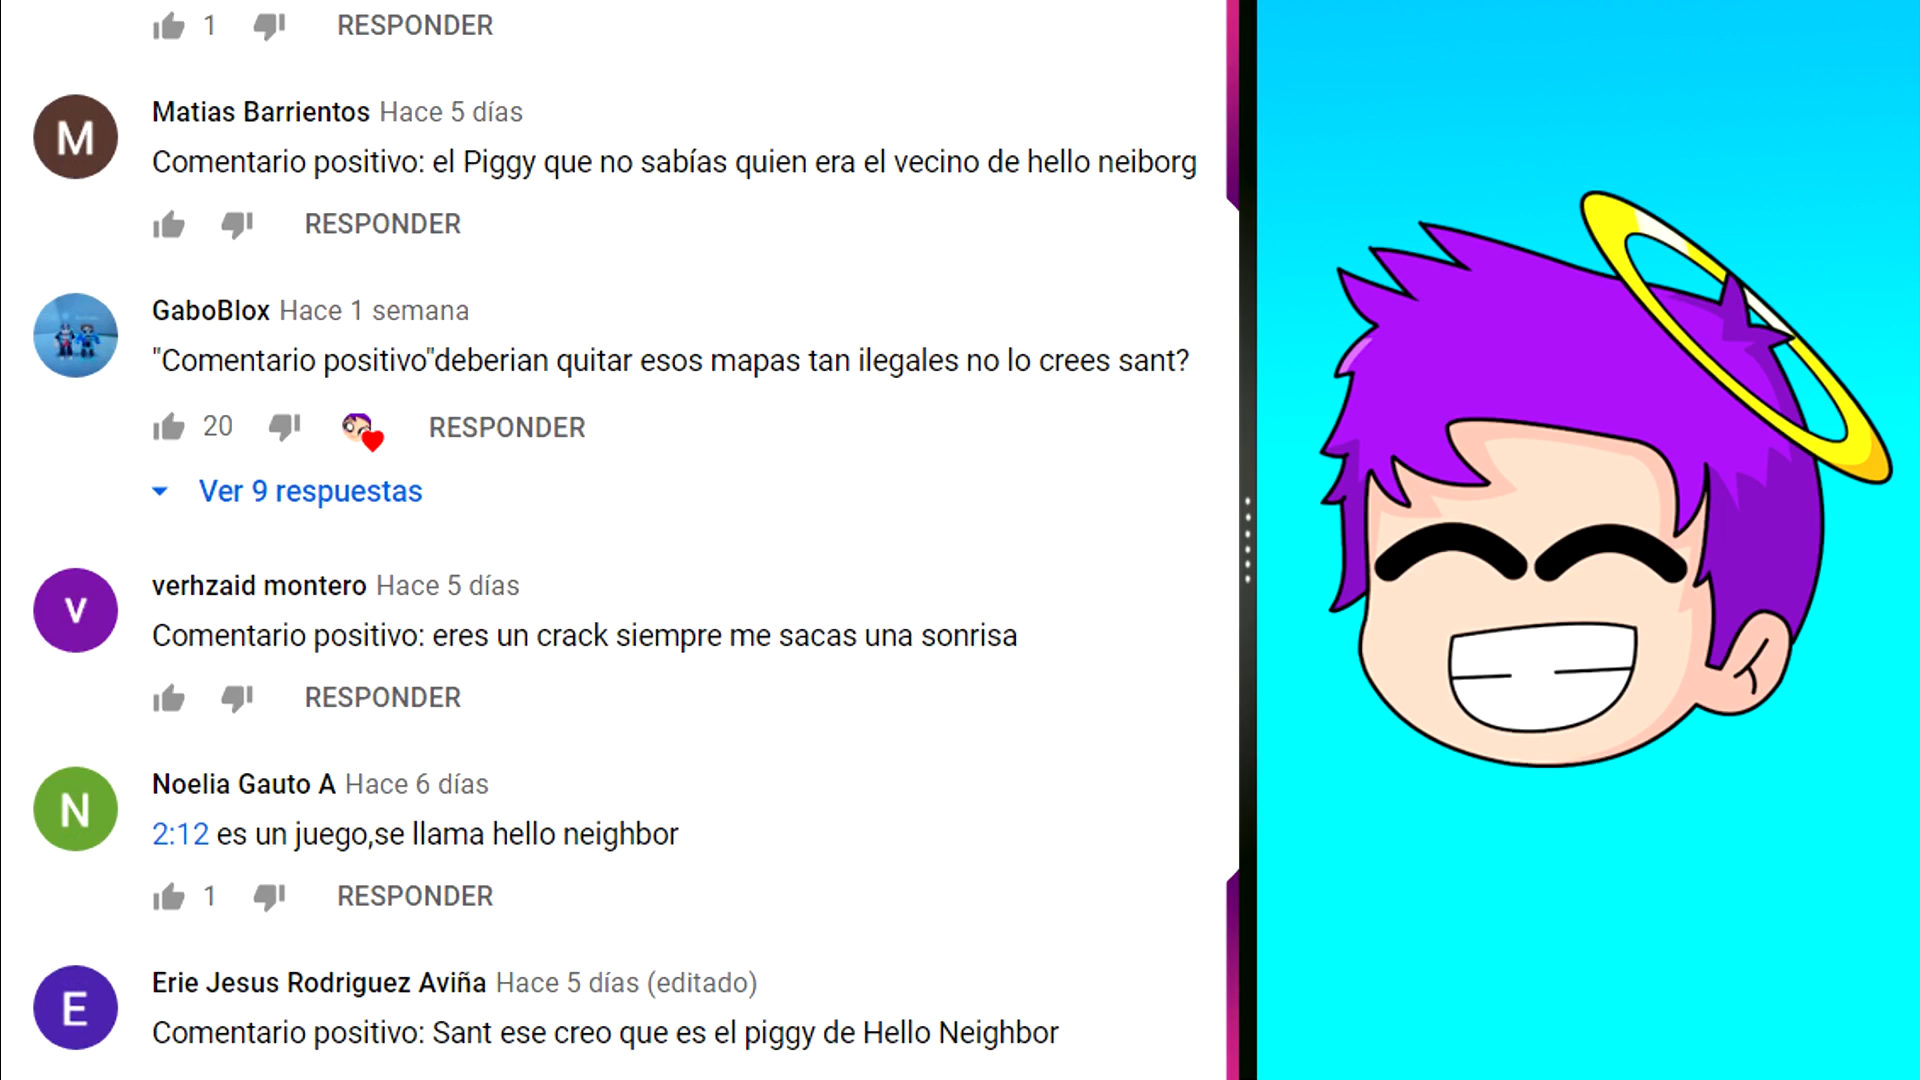 1 RESPONDER
M
Matias Barrientos Hace 5 días
Comentario positivo: el Piggy que no sabías quien era el vecino de hello neiborg
RESPONDER
GaboBlox Hace 1 semana
"Comentario positivo"deberian quitar esos mapas tan ilegales no lo crees sant?
20 RESPONDER
Ver 9 respuestas
v
verhzaid montero Hace 5 días
Comentario positivo: eres un crack siempre me sacas una sonrisa
RESPONDER
N
Noelia Gauto A Hace 6 días
2:12 es un juego,se llama hello neighbor
1 RESPONDER
E
Erie Jesus Rodriguez Aviña Hace 5 días (editado)
Comentario positivo: Sant ese creo que es el piggy de Hello Neighbor